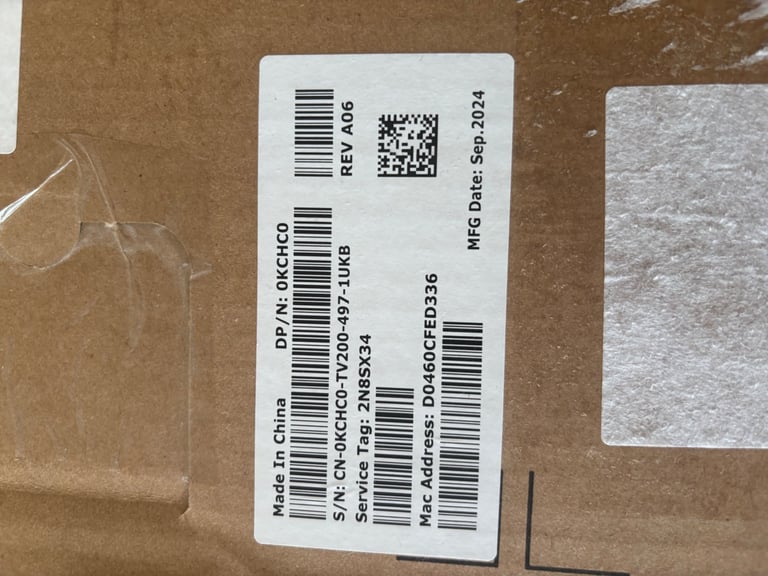 Made In China DP/N: 0KCHC0
S/N: CN-0KCHC0-TV200-497-1UKB REV A06
Service Tag: 2N8SX34
Mac Address: D0460CFED336 MFG Date: Sep.2024